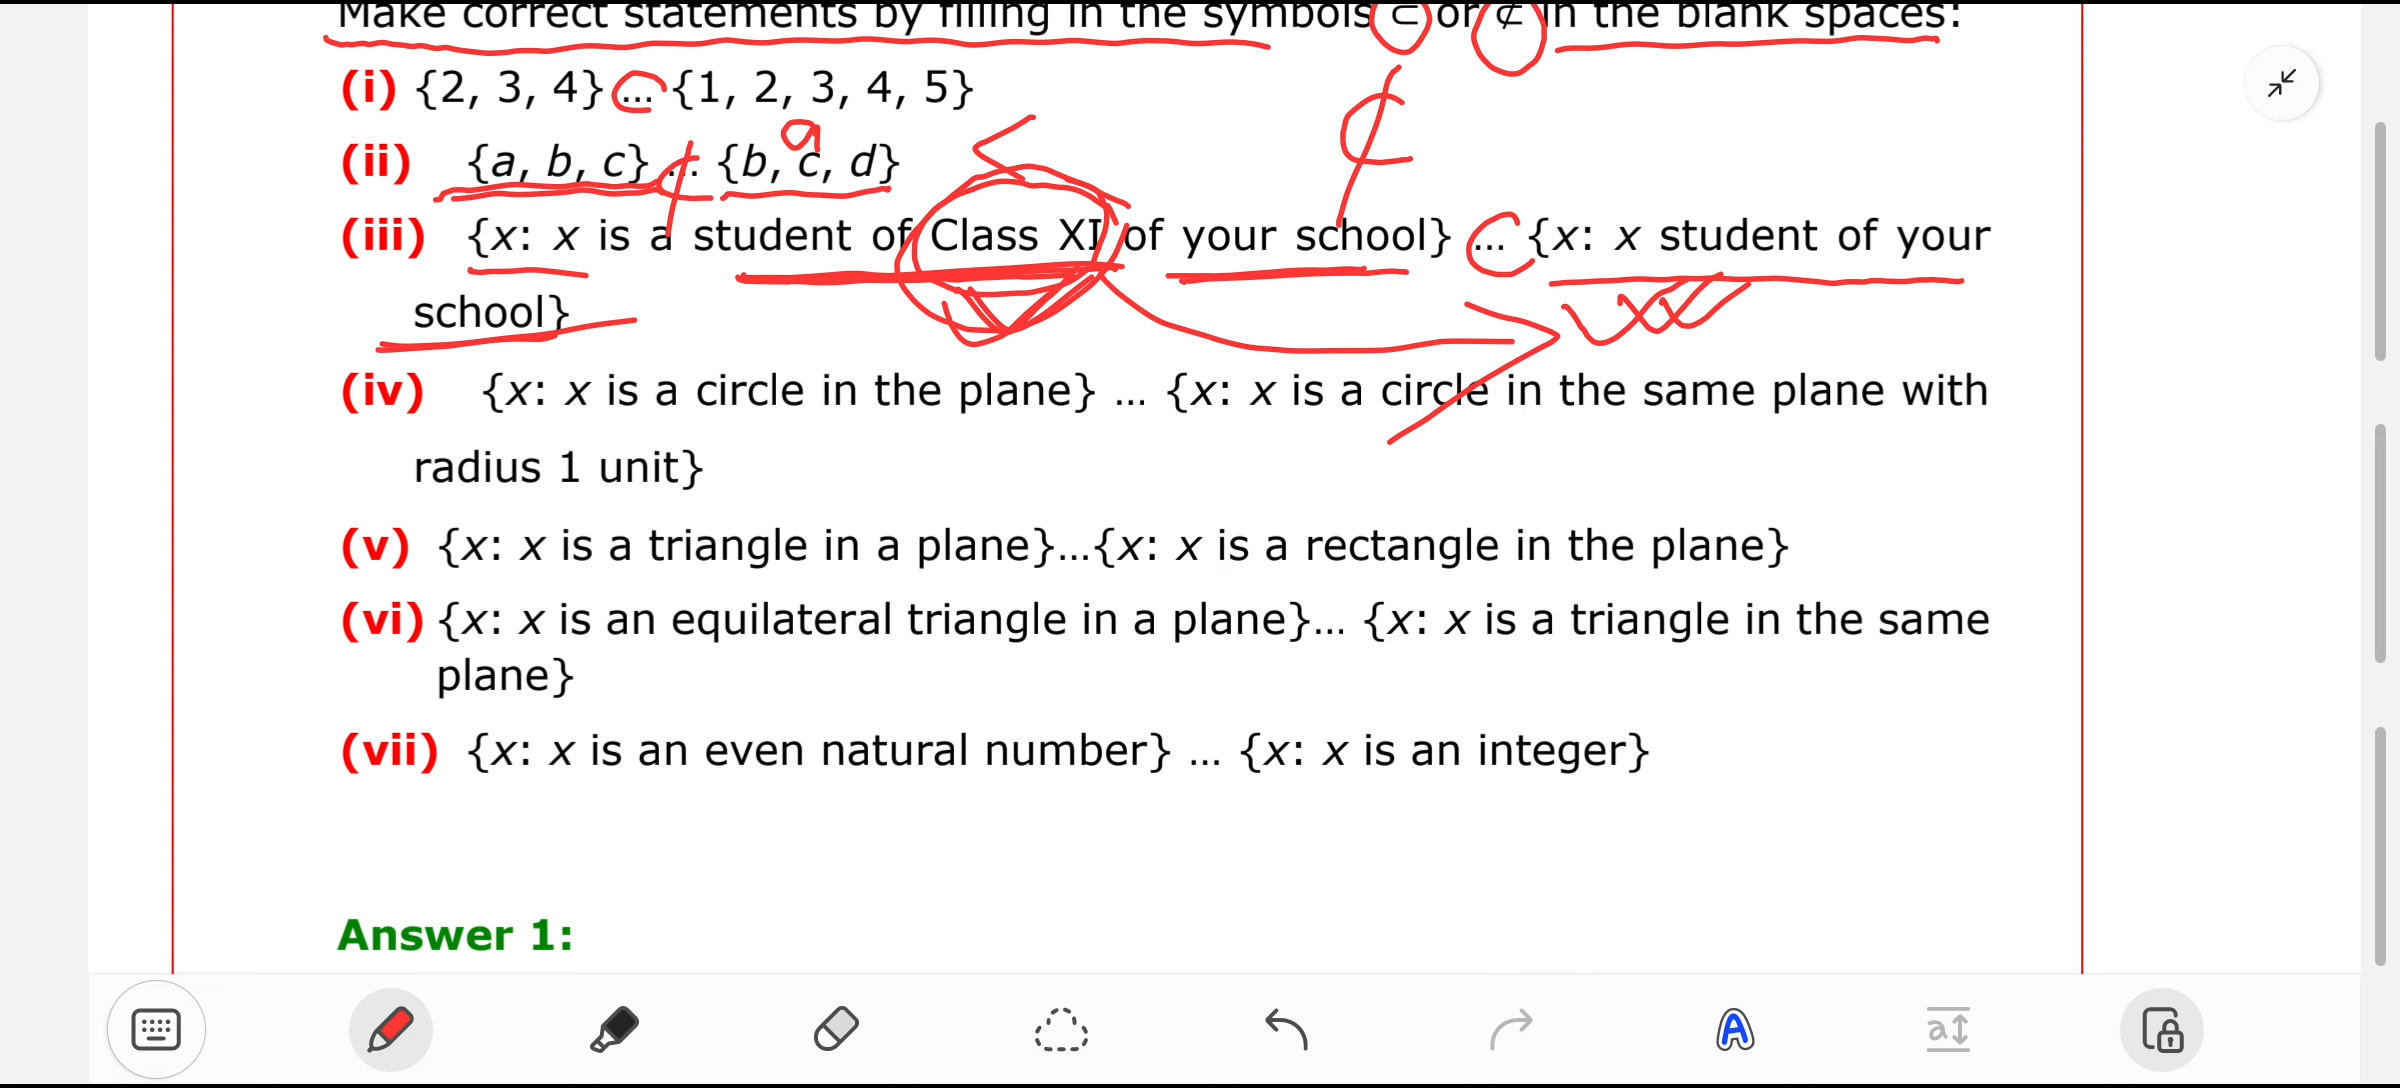 Make correct statements by filling in the symbols ⊂ or ⊄ in the blank spaces:
(i) {2, 3, 4} ... {1, 2, 3, 4, 5}
⊄
a
(ii) {a, b, c} ... {b, c, d}
(iii) {x: x is a student of Class XI of your school} ... {x: x student of your
school}
(iv) {x: x is a circle in the plane} ... {x: x is a circle in the same plane with
radius 1 unit}
(v) {x: x is a triangle in a plane}...{x: x is a rectangle in the plane}
(vi) {x: x is an equilateral triangle in a plane}... {x: x is a triangle in the same
plane}
(vii) {x: x is an even natural number} ... {x: x is an integer}
Answer 1:
A
a